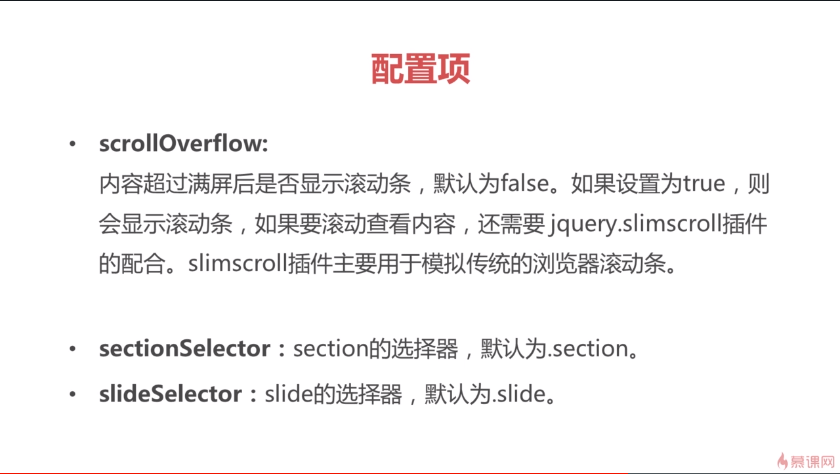 配置项
• scrollOverflow:
内容超过满屏后是否显示滚动条，默认为false。如果设置为true，则
会显示滚动条，如果要滚动查看内容，还需要 jquery.slimscroll插件
的配合。slimscroll插件主要用于模拟传统的浏览器滚动条。
• sectionSelector：section的选择器，默认为.section。
• slideSelector：slide的选择器，默认为.slide。
慕课网